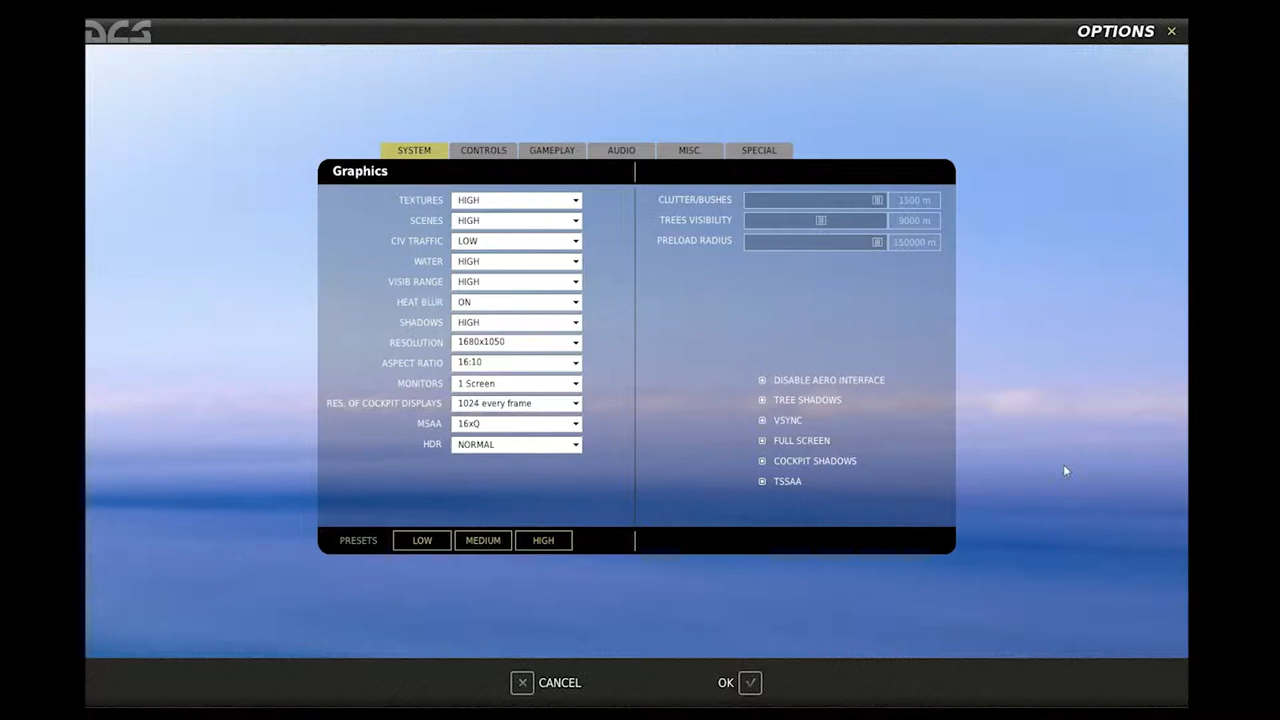 DCS
OPTIONS
SYSTEM CONTROLS GAMEPLAY AUDIO MISC. SPECIAL
Graphics
TEXTURES HIGH
SCENES HIGH
CIV TRAFFIC LOW
WATER HIGH
VISIB RANGE HIGH
HEAT BLUR ON
SHADOWS HIGH
RESOLUTION 1680x1050
ASPECT RATIO 16:10
MONITORS 1 Screen
RES. OF COCKPIT DISPLAYS 1024 every frame
MSAA 16xQ
HDR NORMAL
CLUTTER/BUSHES 1500 m
TREES VISIBILITY 9000 m
PRELOAD RADIUS 150000 m
DISABLE AERO INTERFACE
TREE SHADOWS
VSYNC
FULL SCREEN
COCKPIT SHADOWS
TSSAA
PRESETS LOW MEDIUM HIGH
CANCEL OK